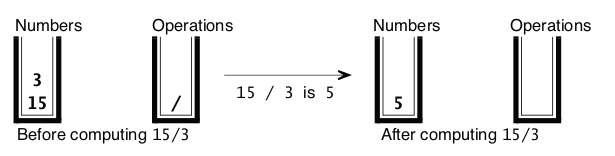 Numbers Operations Numbers Operations
3
15 / 15 / 3 is 5 5
Before computing 15/3 After computing 15/3